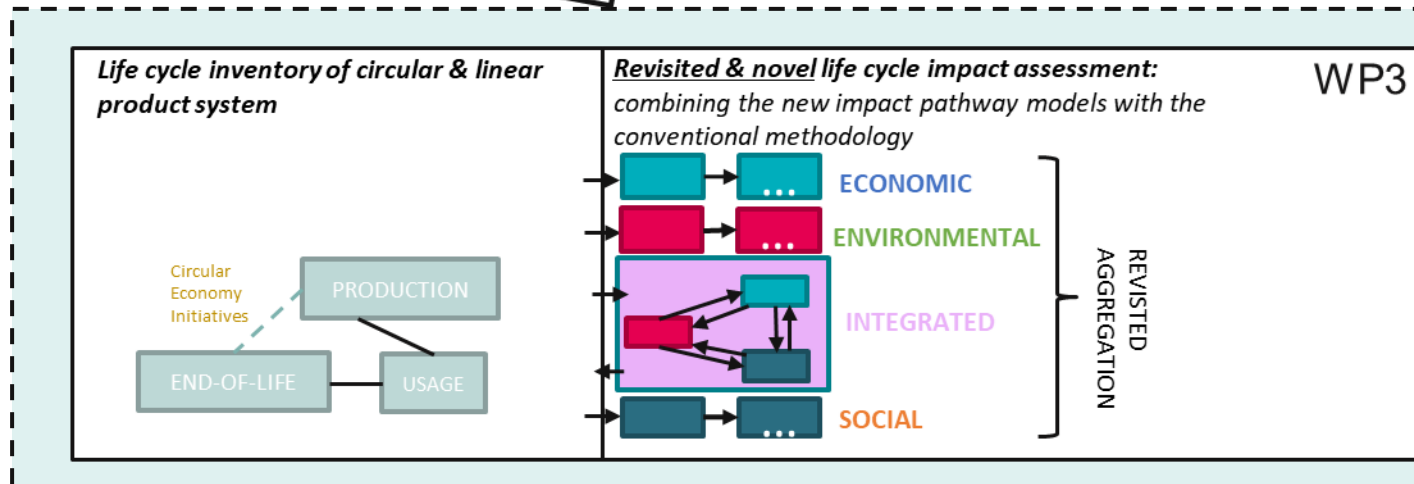 Life cycle inventory of circular & linear
product system
Revisited & novel life cycle impact assessment:
combining the new impact pathway models with the
conventional methodology
WP3
Circular
Economy
Initiatives
PRODUCTION
END-OF-LIFE
USAGE
...
ECONOMIC
...
ENVIRONMENTAL
INTEGRATED
...
SOCIAL
REVISTED
AGGREGATION